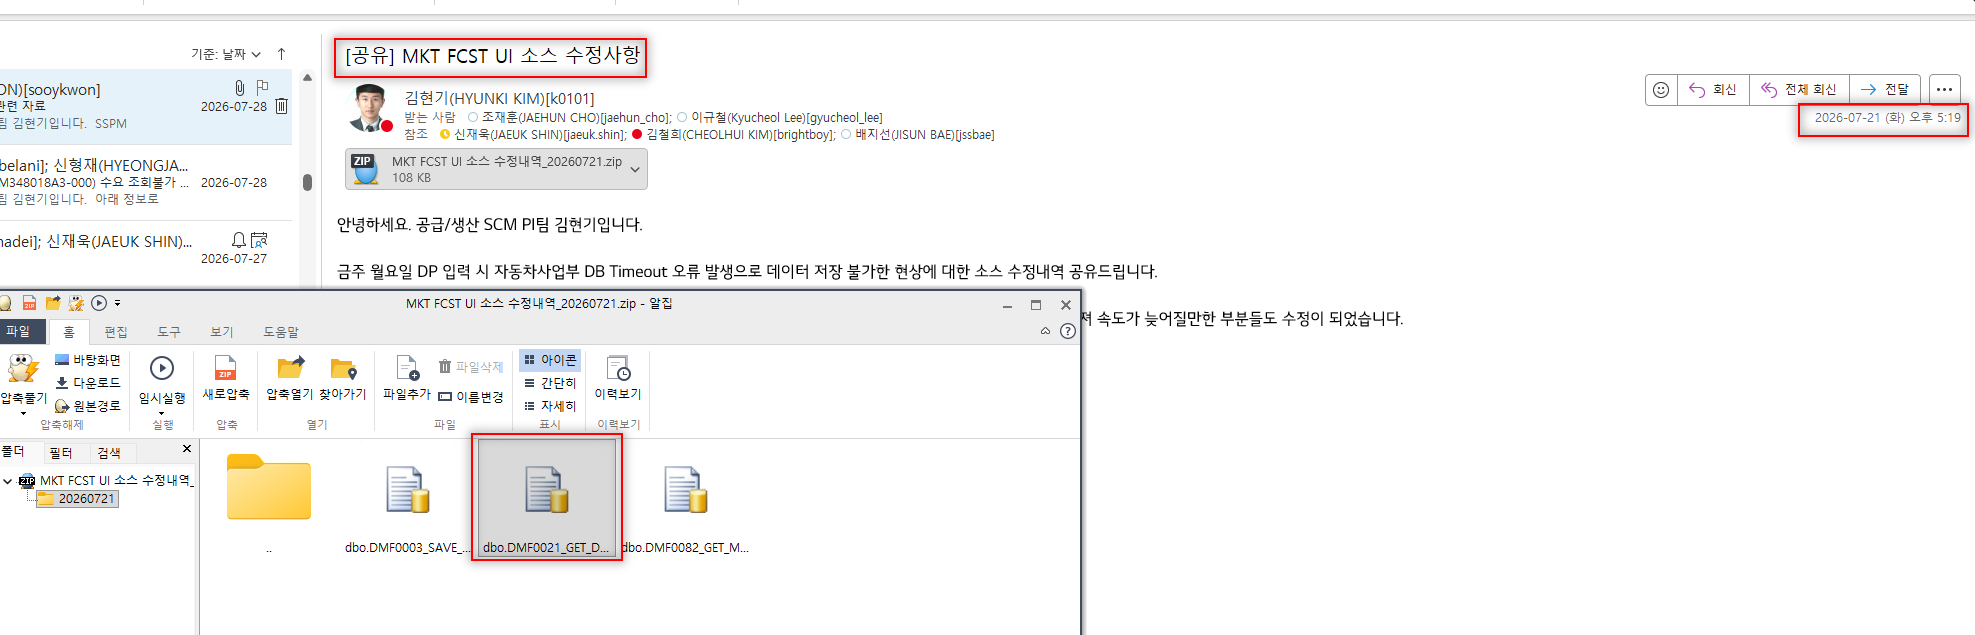 기준: 날짜
ON)[sooykwon]
관련 자료
2026-07-28
팀 김현기입니다. SSPM
belani]; 신형재(HYEONGJA...
M348018A3-000) 수요 조회불가 ...
2026-07-28
팀 김현기입니다. 아래 정보로
nadei]; 신재욱(JAEUK SHIN)...
2026-07-27
[공유] MKT FCST UI 소스 수정사항
김현기(HYUNKI KIM)[k0101]
받는 사람 조재훈(JAEHUN CHO)[jaehun_cho]; 이규철(Kyucheol Lee)[gyucheol_lee]
참조 신재욱(JAEUK SHIN)[jaeuk.shin]; 김철희(CHEOLHUI KIM)[brightboy]; 배지선(JISUN BAE)[jssbae]
회신 전체 회신 전달
2026-07-21 (화) 오후 5:19
ZIP
MKT FCST UI 소스 수정내역_20260721.zip
108 KB
안녕하세요. 공급/생산 SCM PI팀 김현기입니다.
금주 월요일 DP 입력 시 자동차사업부 DB Timeout 오류 발생으로 데이터 저장 불가한 현상에 대한 소스 수정내역 공유드립니다.
져 속도가 늦어질만한 부분들도 수정이 되었습니다.
MKT FCST UI 소스 수정내역_20260721.zip - 알집
파일 홈 편집 도구 보기 도움말
압축풀기
바탕화면
다운로드
원본경로
압축해제
임시실행
실행
ZIP
새로압축
압축
압축열기 찾아가기
열기
파일추가
파일삭제
이름변경
파일
아이콘
간단히
자세히
표시
이력보기
이력보기
폴더 필터 검색
MKT FCST UI 소스 수정내역_
20260721
..
dbo.DMF0003_SAVE_...
dbo.DMF0021_GET_D...
dbo.DMF0082_GET_M...